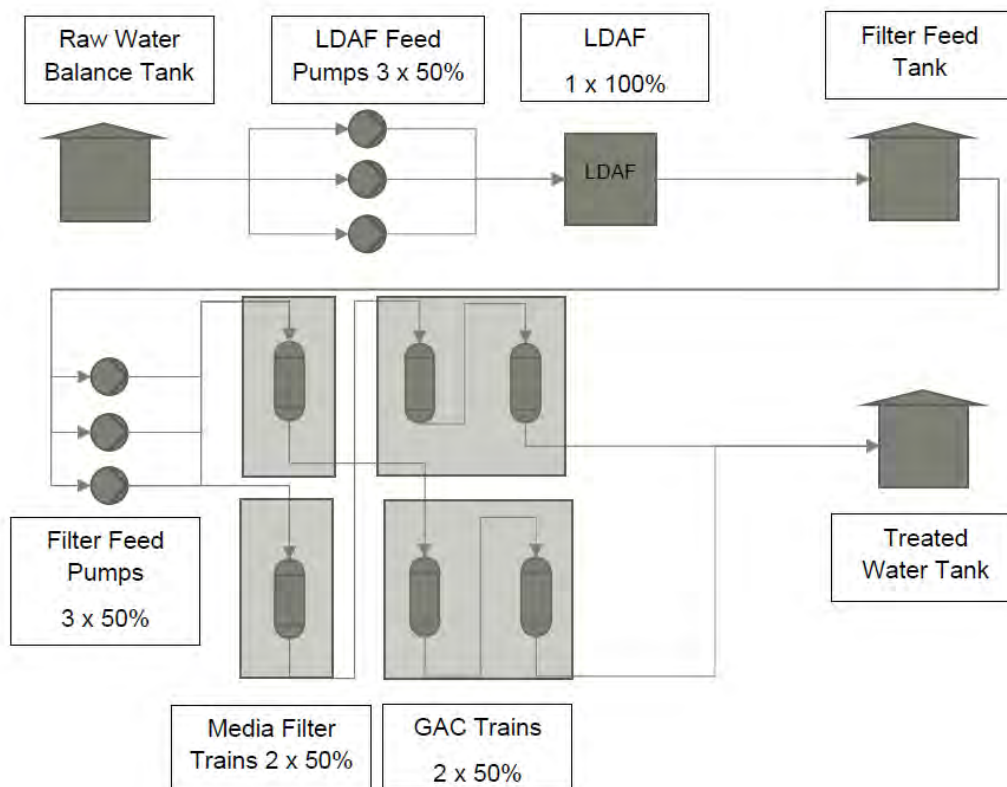 Raw Water
Balance Tank
LDAF Feed
Pumps 3 x 50%
LDAF
1 x 100%
Filter Feed
Tank
LDAF
Filter Feed
Pumps
3 x 50%
Treated
Water Tank
Media Filter
Trains 2 x 50%
GAC Trains
2 x 50%